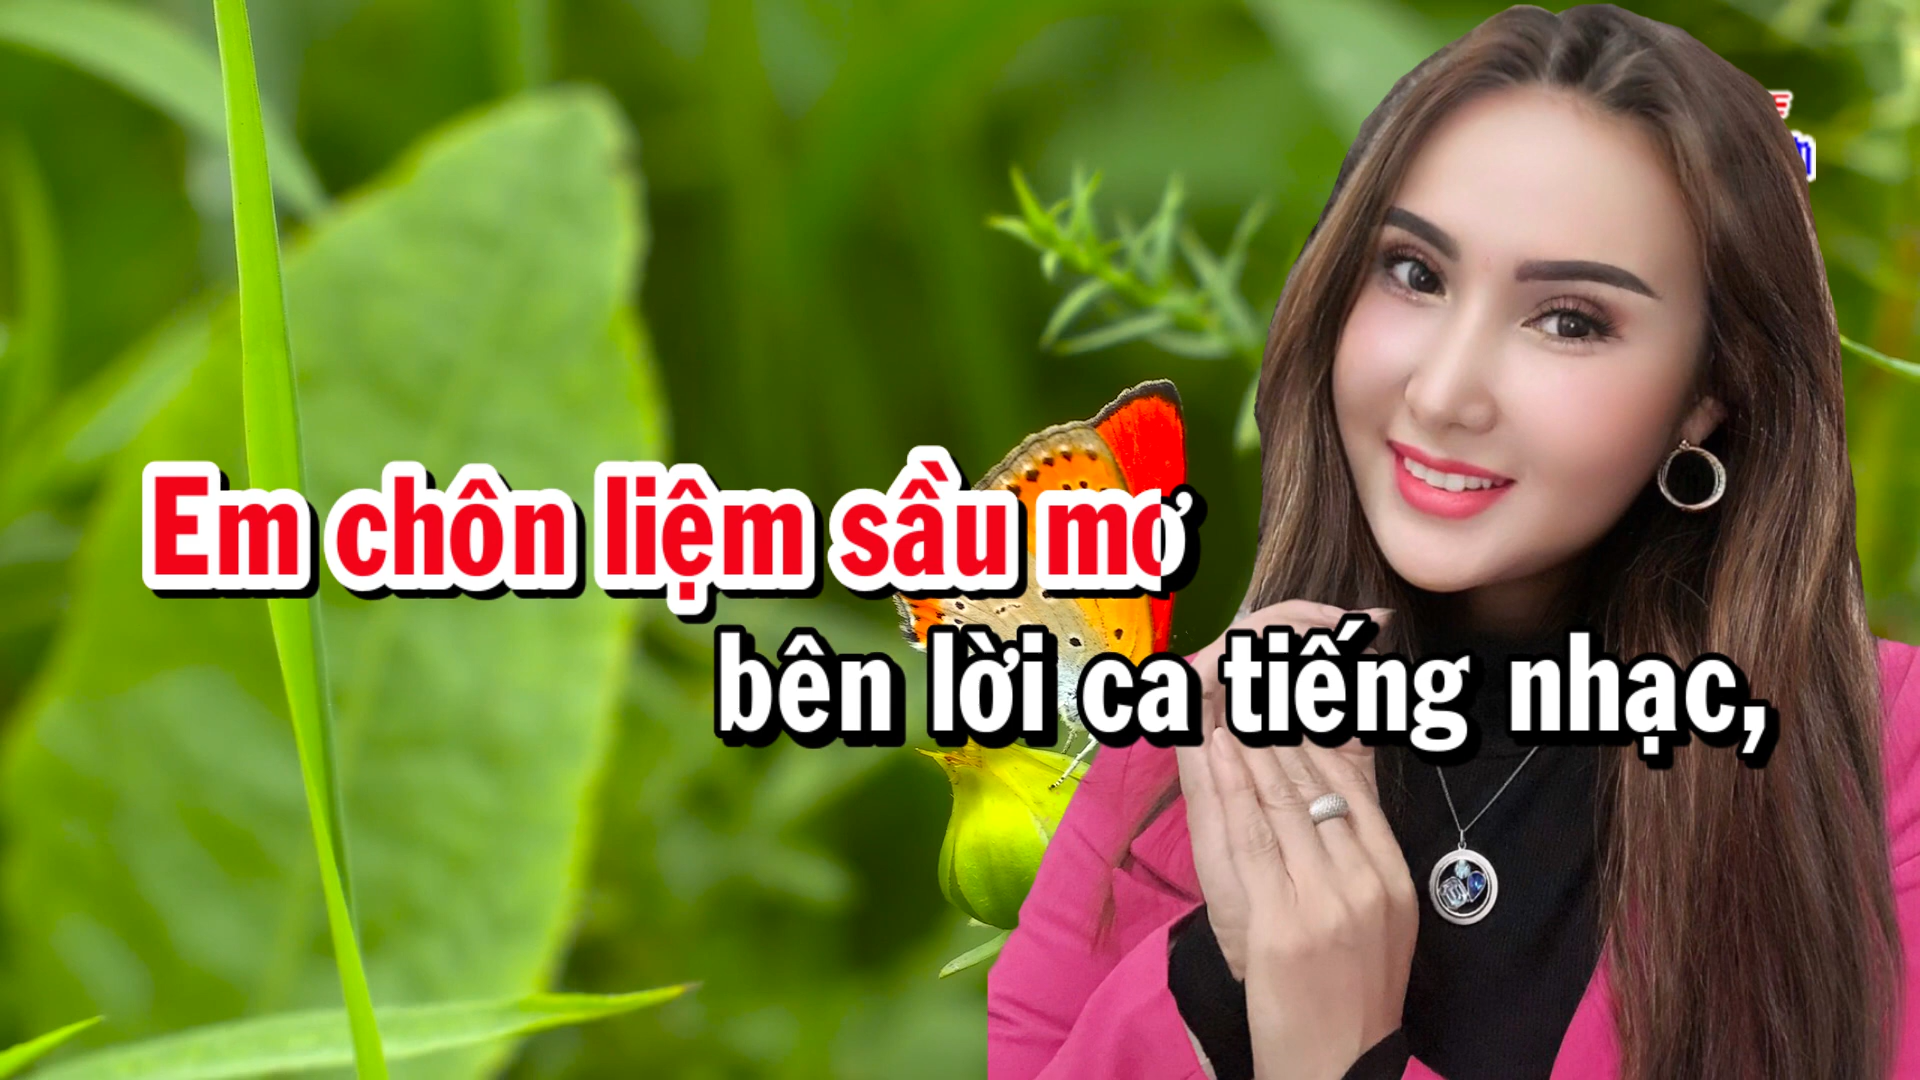 Em chôn liệm sầu mơ
bên lời ca tiếng nhạc,